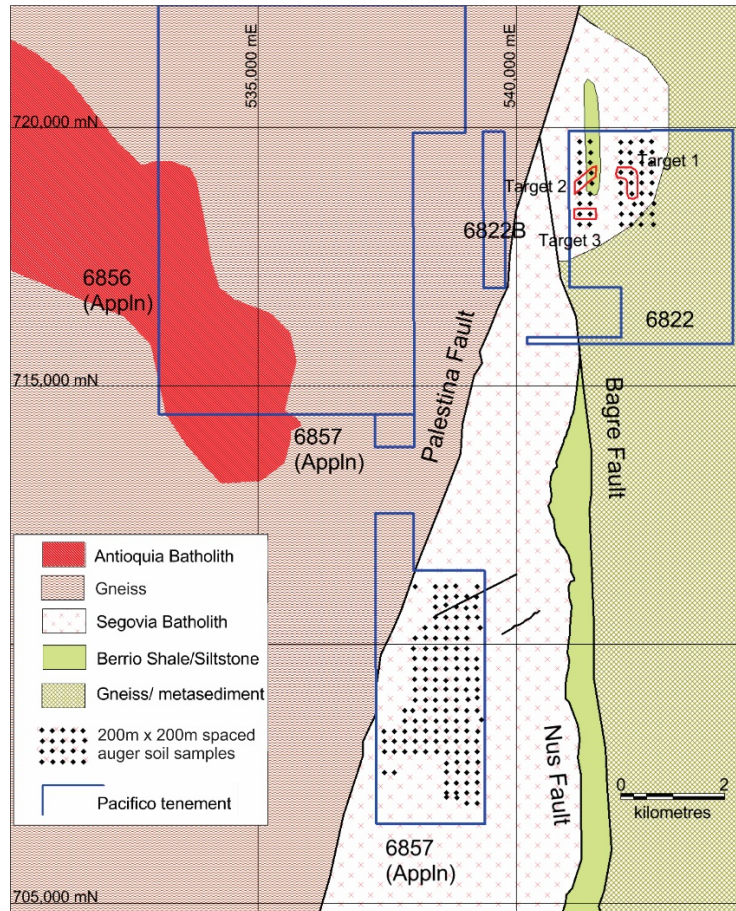 535,000 mE
540,000 mE
720,000 mN
Target 1
Target 2
6822B
Target 3
6856
(Appln)
6822
715,000 mN
Palestina Fault
Bagre Fault
6857
(Appln)
Antioquia Batholith
Gneiss
Segovia Batholith
Berrio Shale/Siltstone
Gneiss/ metasediment
200m x 200m spaced
auger soil samples
Pacifico tenement
Nus Fault
0 2
kilometres
6857
(Appln)
705,000 mN